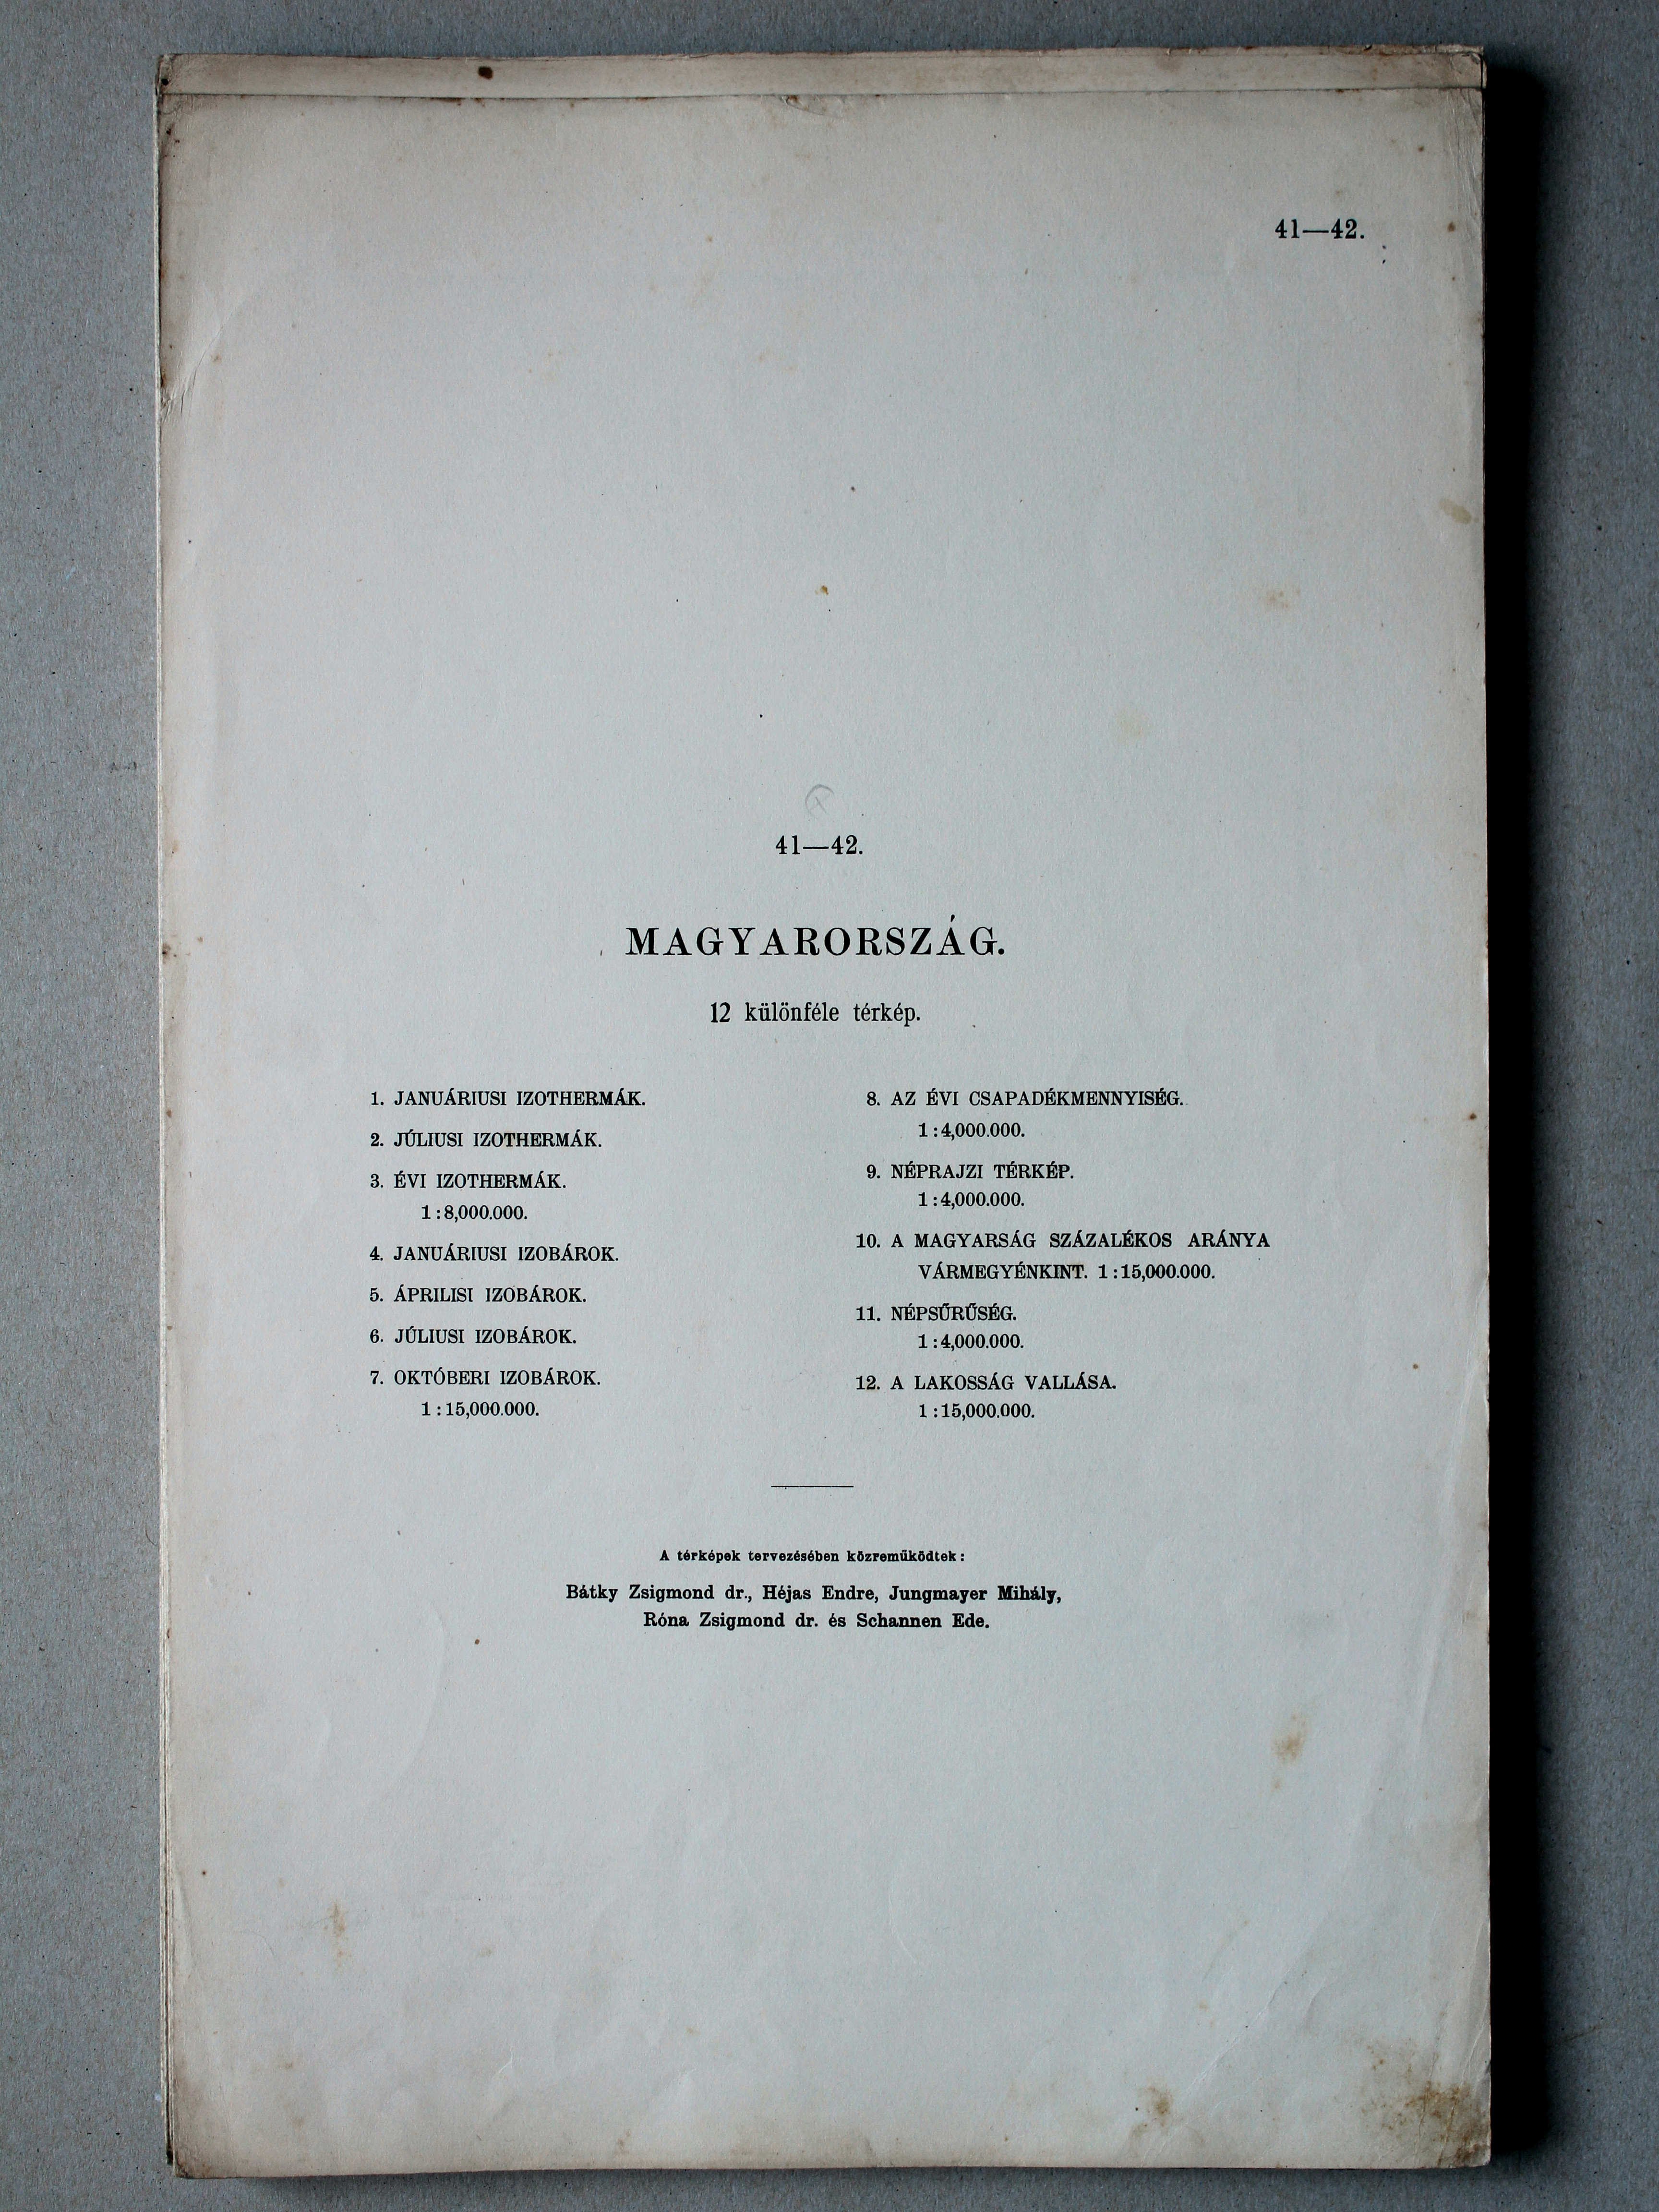 41—42.
41—42.
MAGYARORSZÁG.
12 különféle térkép.
1. JANUÁRIUSI IZOTHERMÁK.
2. JÚLIUSI IZOTHERMÁK.
3. ÉVI IZOTHERMÁK.
1:8,000.000.
4. JANUÁRIUSI IZOBÁROK.
5. ÁPRILISI IZOBÁROK.
6. JÚLIUSI IZOBÁROK.
7. OKTÓBERI IZOBÁROK.
1:15,000.000.
8. AZ ÉVI CSAPADÉKMENNYISÉG.
1:4,000.000.
9. NÉPRAJZI TÉRKÉP.
1:4,000.000.
10. A MAGYARSÁG SZÁZALÉKOS ARÁNYA
VÁRMEGYÉNKINT. 1:15,000.000.
11. NÉPSŰRŰSÉG.
1:4,000.000.
12. A LAKOSSÁG VALLÁSA.
1:15,000.000.
A térképek tervezésében közreműködtek:
Bátky Zsigmond dr., Héjas Endre, Jungmayer Mihály,
Róna Zsigmond dr. és Schannen Ede.